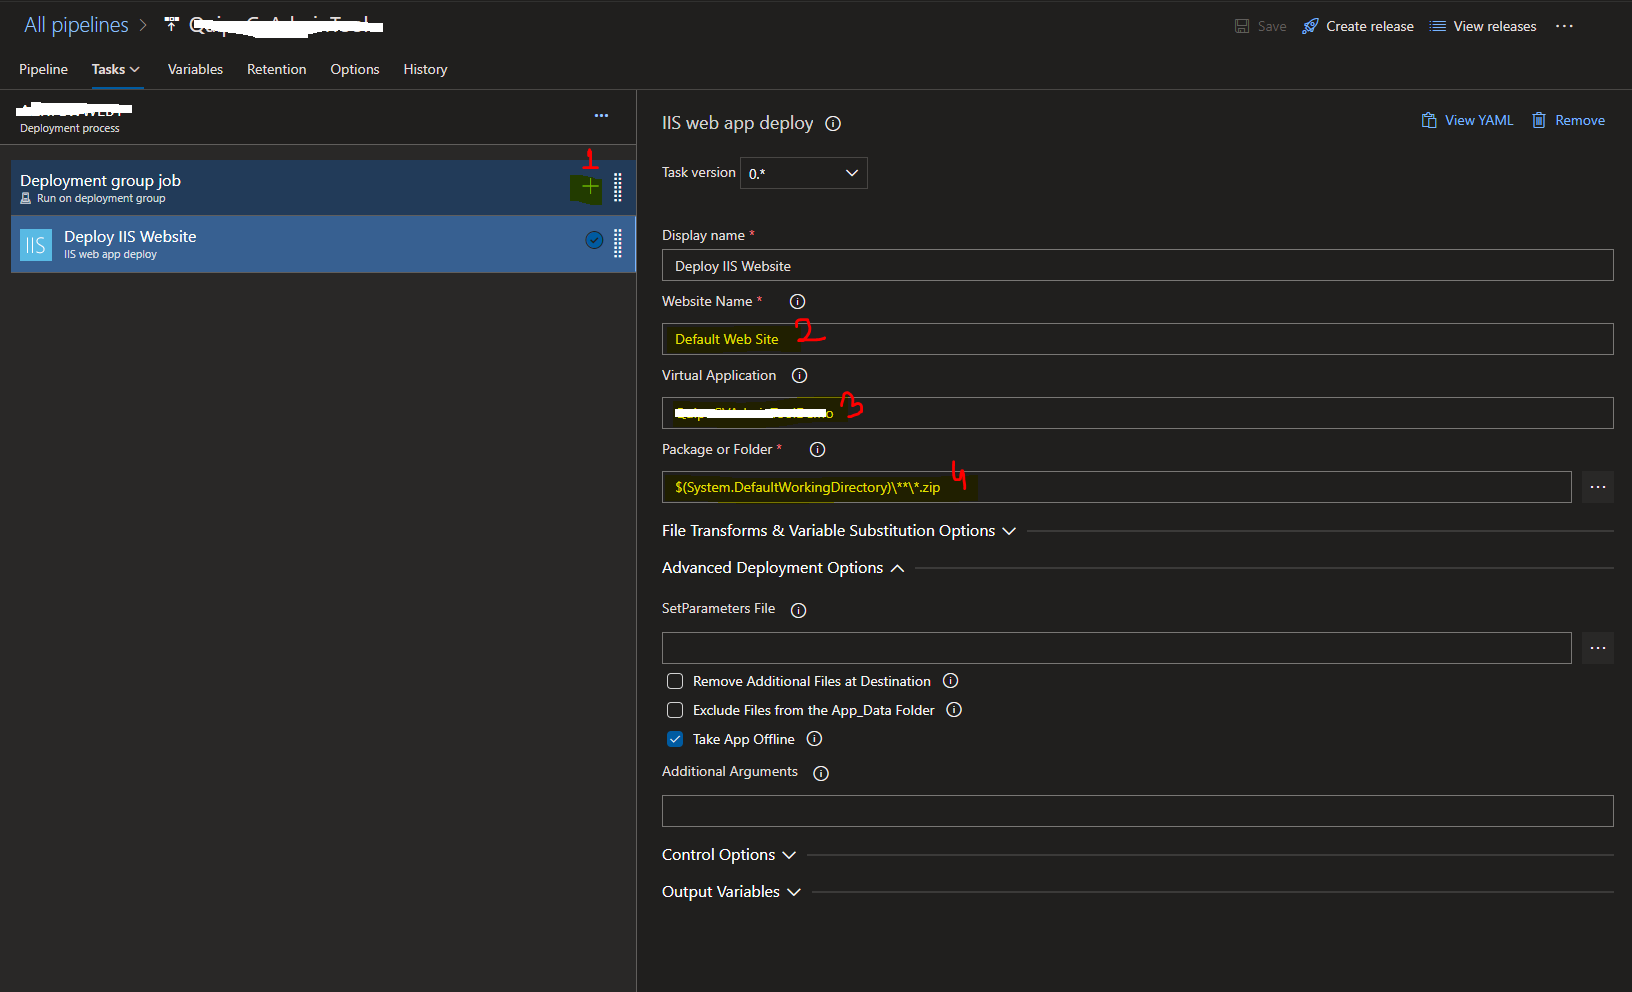 All pipelines >
Save
Create release
View releases
Pipeline
Tasks
Variables
Retention
Options
History
Deployment process
Deployment group job
Run on deployment group
1
IIS
Deploy IIS Website
IIS web app deploy
IIS web app deploy
View YAML
Remove
Task version
0.*
Display name *
Deploy IIS Website
Website Name *
Default Web Site
2
Virtual Application
3
Package or Folder *
$(System.DefaultWorkingDirectory)\**\*.zip
4
File Transforms & Variable Substitution Options
Advanced Deployment Options
SetParameters File
Remove Additional Files at Destination
Exclude Files from the App_Data Folder
Take App Offline
Additional Arguments
Control Options
Output Variables